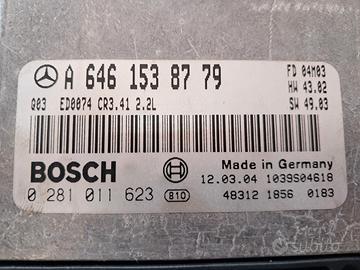 A 646 153 87 79
FD 04M03
HW 43.02
Q03 ED0074 CR3.41 2.2L
SW 49.03
BOSCH
Made in Germany
0 281 011 623 810
12.03.04 1039S04618
48312 1856 0183
subito